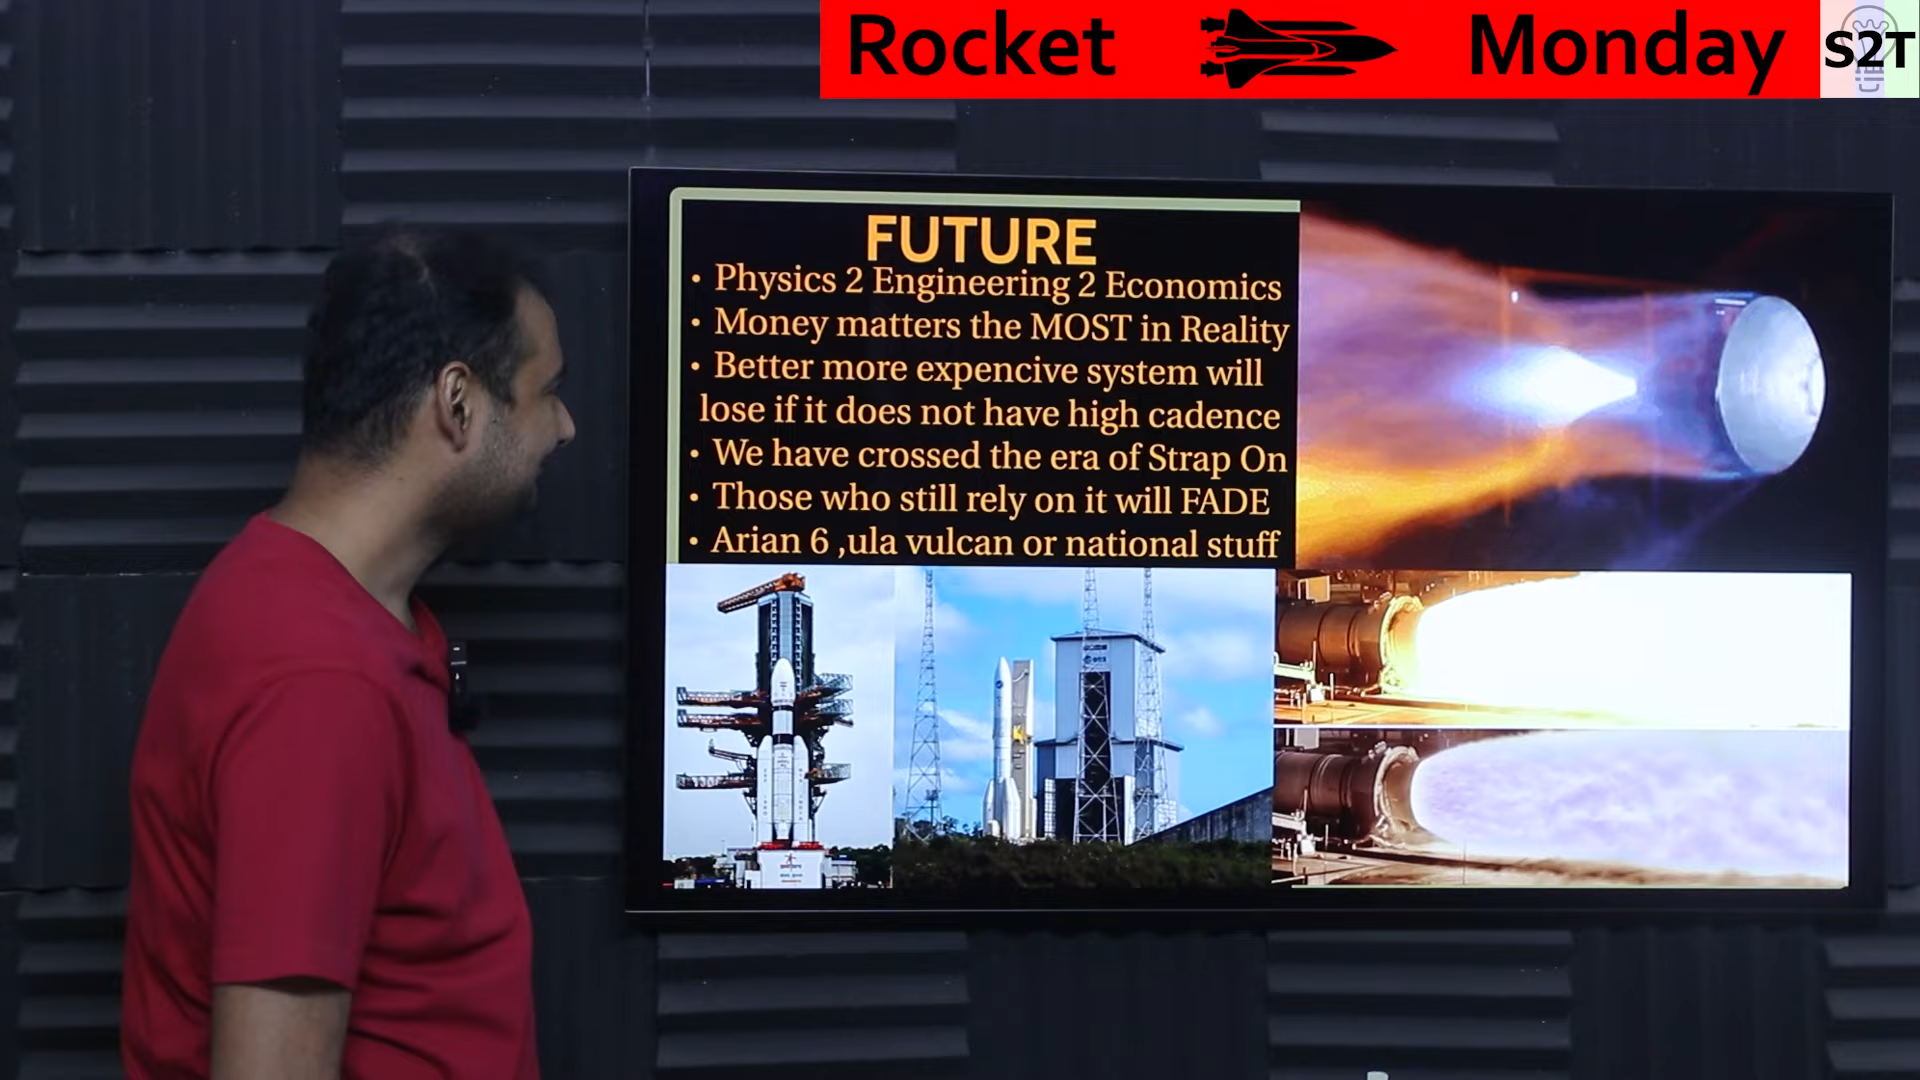 Rocket Monday
S2T
FUTURE
• Physics 2 Engineering 2 Economics
• Money matters the MOST in Reality
• Better more expencive system will
lose if it does not have high cadence
• We have crossed the era of Strap On
• Those who still rely on it will FADE
• Arian 6 ,ula vulcan or national stuff